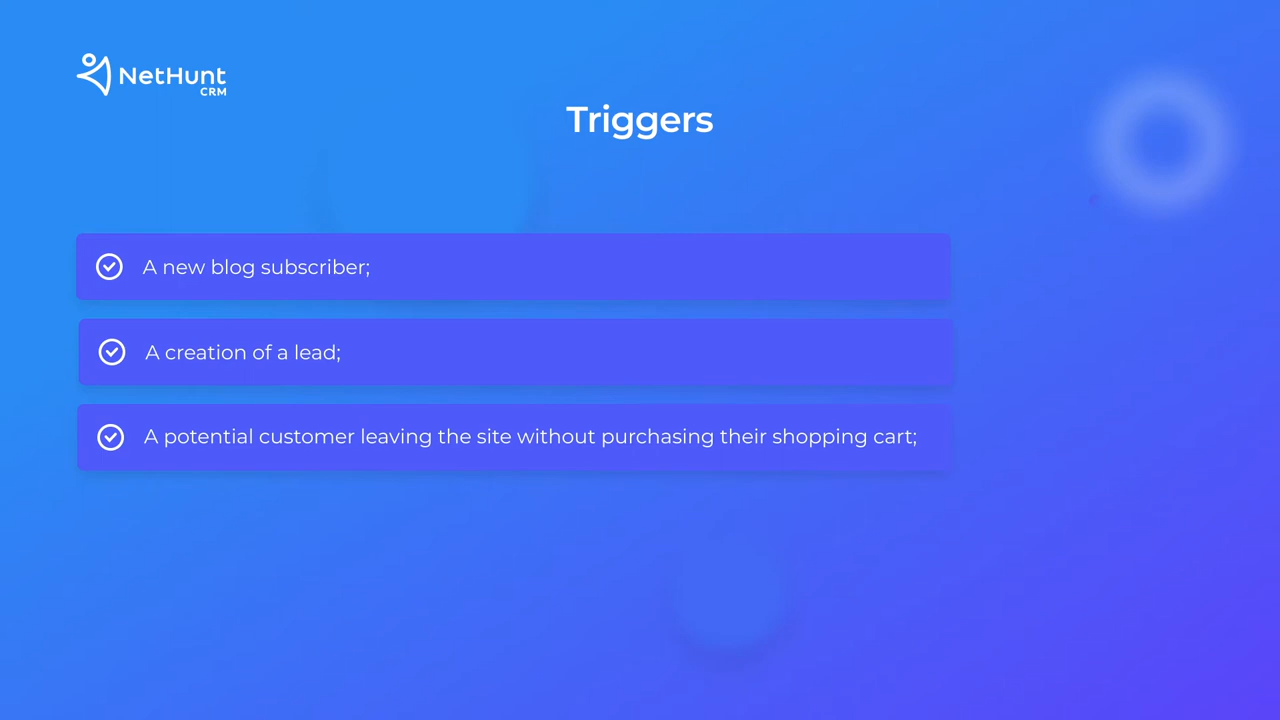 NetHunt
CRM
Triggers
A new blog subscriber;
A creation of a lead;
A potential customer leaving the site without purchasing their shopping cart;